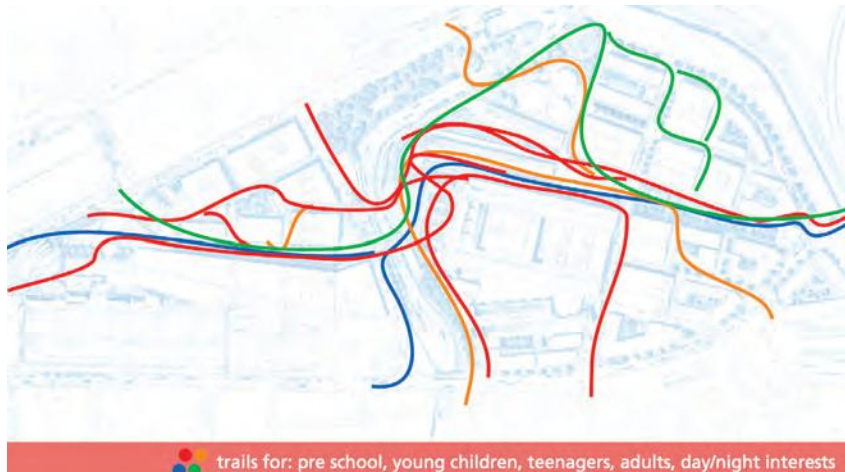 trails for: pre school, young children, teenagers, adults, day/night interests